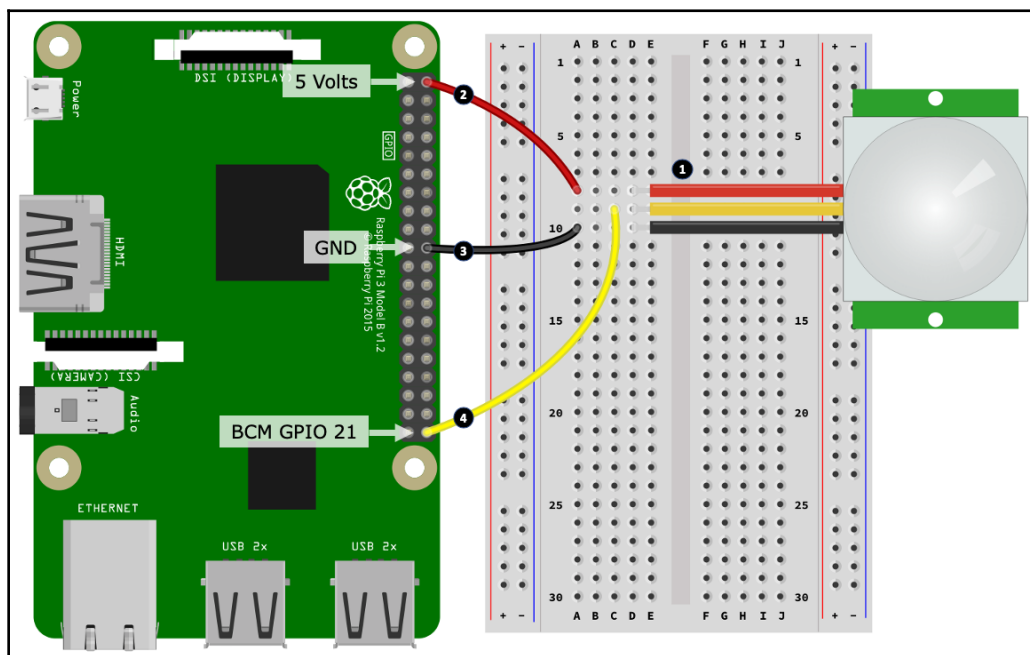 DSI (DISPLAY)
5 Volts
2
Power
GPIO
1
GND
3
HDMI
Raspberry Pi 3 Model B v1.2
© Raspberry Pi 2015
CSI (CAMERA)
Audio
BCM GPIO 21
4
ETHERNET
USB 2x
USB 2x
+ - A B C D E F G H I J + -
1 1
5 5
10
15 15
20 20
25 25
30 30
+ - A B C D E F G H I J + -